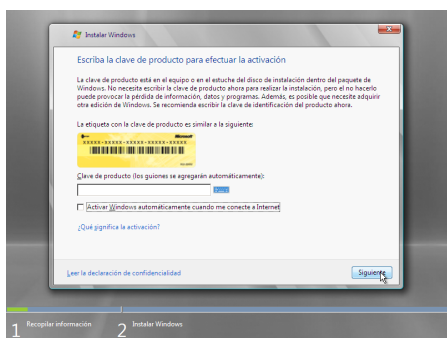 Instalar Windows
Escriba la clave de producto para efectuar la activación
La clave de producto está en el equipo o en el estuche del disco de instalación dentro del paquete de
Windows. No necesita escribir la clave de producto ahora para realizar la instalación, pero el no hacerlo
puede provocar la pérdida de información, datos y programas. Además, es posible que necesite adquirir
otra edición de Windows. Se recomienda escribir la clave de identificación del producto ahora.
La etiqueta con la clave de producto es similar a la siguiente:
Microsoft
XXXXX-XXXXX-XXXXX-XXXXX-XXXXX
Clave de producto (los guiones se agregarán automáticamente):
Activar Windows automáticamente cuando me conecte a Internet
¿Qué significa la activación?
Leer la declaración de confidencialidad
Siguiente
1 Recopilar información 2 Instalar Windows